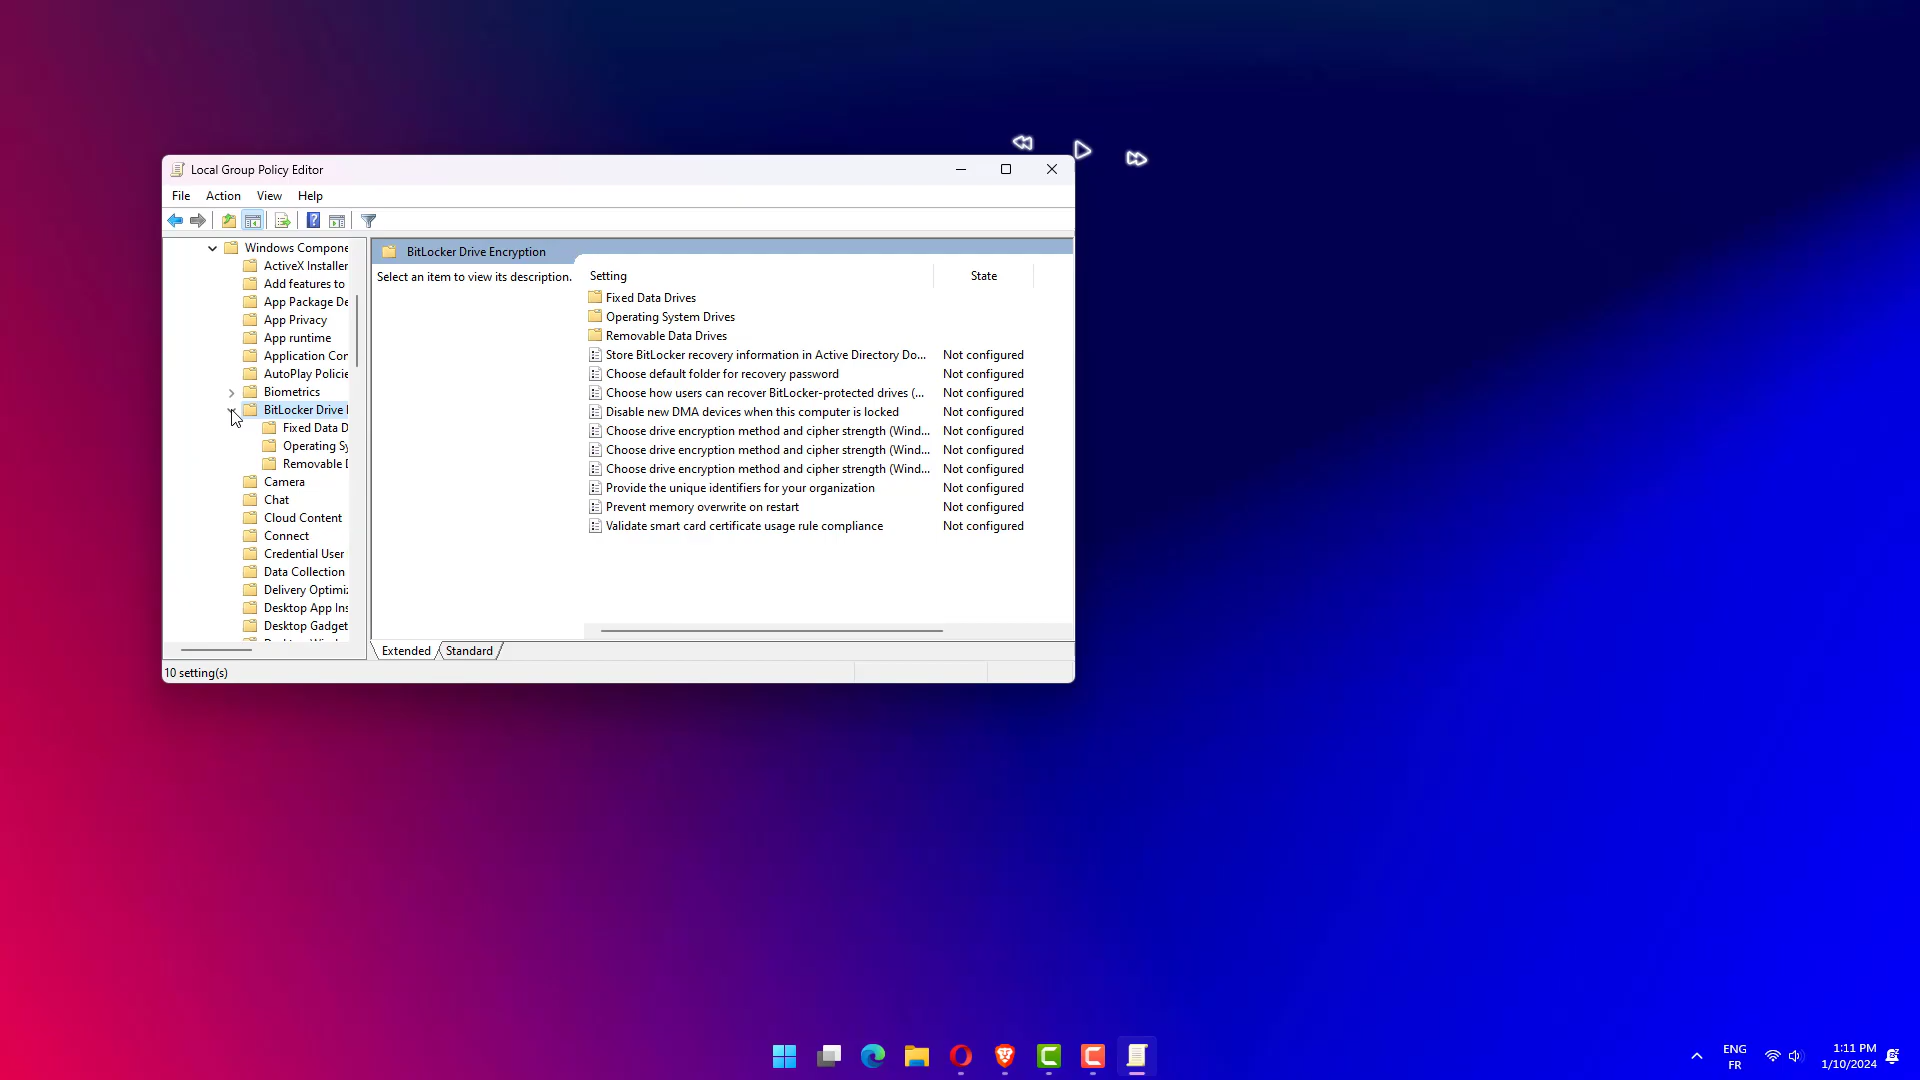 Local Group Policy Editor
File Action View Help
Windows Compone
ActiveX Installer
Add features to
App Package De
App Privacy
App runtime
Application Con
AutoPlay Policie
Biometrics
BitLocker Drive
Fixed Data D
Operating Sy
Removable D
Camera
Chat
Cloud Content
Connect
Credential User
Data Collection
Delivery Optimiz
Desktop App Ins
Desktop Gadget
BitLocker Drive Encryption
Select an item to view its description.
Setting State
Fixed Data Drives
Operating System Drives
Removable Data Drives
Store BitLocker recovery information in Active Directory Do... Not configured
Choose default folder for recovery password Not configured
Choose how users can recover BitLocker-protected drives (... Not configured
Disable new DMA devices when this computer is locked Not configured
Choose drive encryption method and cipher strength (Wind... Not configured
Choose drive encryption method and cipher strength (Wind... Not configured
Choose drive encryption method and cipher strength (Wind... Not configured
Provide the unique identifiers for your organization Not configured
Prevent memory overwrite on restart Not configured
Validate smart card certificate usage rule compliance Not configured
Extended Standard
10 setting(s)
ENG
FR
1:11 PM
1/10/2024